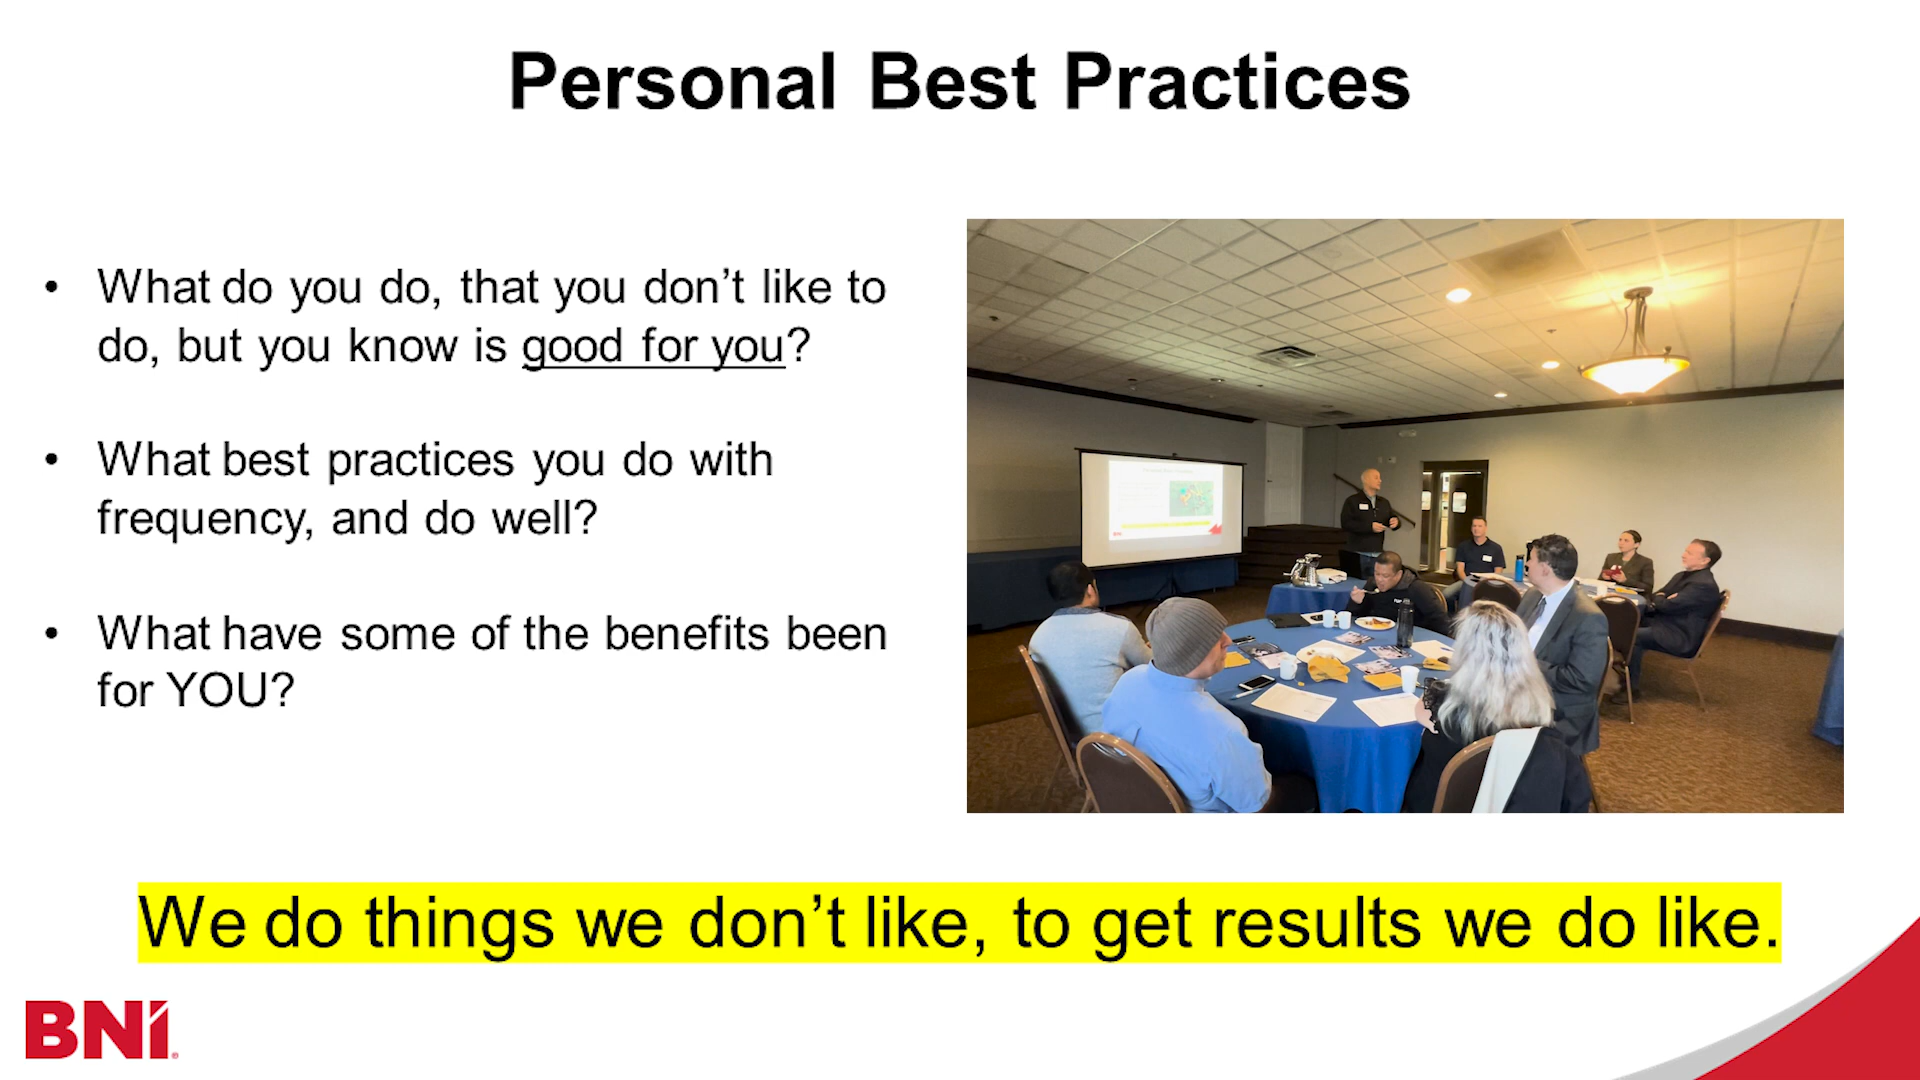 Personal Best Practices
• What do you do, that you don’t like to
do, but you know is good for you?
• What best practices you do with
frequency, and do well?
• What have some of the benefits been
for YOU?
We do things we don’t like, to get results we do like.
BNI®